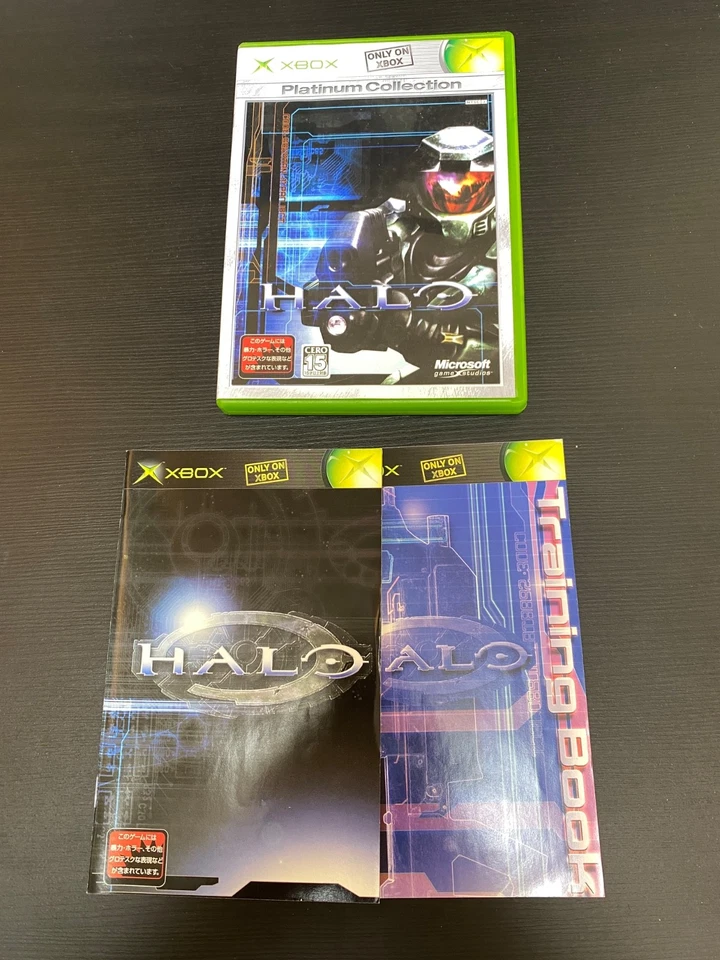 XBOX
ONLY ON
XBOX
Platinum Collection
HALO
このゲームには
暴力・ホラー、その他
グロテスクな表現など
が含まれています。
CERO
15
Microsoft
game studios
XBOX
ONLY ON
XBOX
HALO
このゲームには
暴力・ホラー、その他
グロテスクな表現など
が含まれています。
X
ONLY ON
XBOX
ALO
Training Book